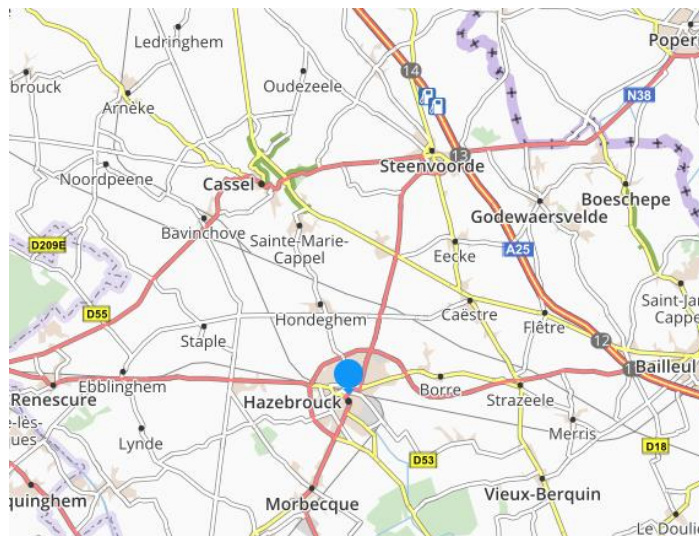 Ledringhem
14
Poper
brouck
Oudezeele
Arnèke
N38
Steenvoorde
13
Noordpeene
Cassel
Boeschepe
Godewaersvelde
Bavinchove
Sainte-Marie-
Cappel
D209E
Eecke
A25
Saint-Ja
Cappe
D55
Hondeghem
Caëstre
Flêtre
Staple
12
Bailleul
Ebblinghem
Borre
Renescure
Hazebrouck
Strazeele
e-lès-
ques
Lynde
Merris
D18
D53
quinghem
Morbecque
Vieux-Berquin
Le Doulie